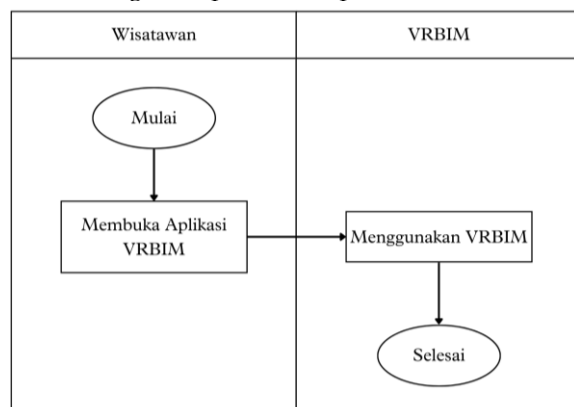 Wisatawan
VRBIM
Mulai
Membuka Aplikasi
VRBIM
Menggunakan VRBIM
Selesai